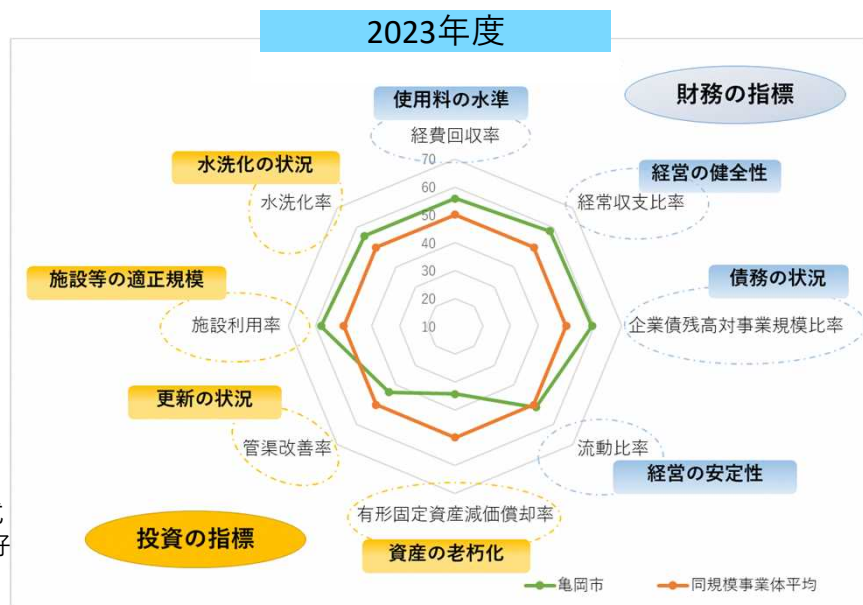 2023年度
財務の指標
使用料の水準
経費回収率
水洗化の状況
水洗化率
経営の健全性
経常収支比率
施設等の適正規模
施設利用率
債務の状況
企業債残高対事業規模比率
更新の状況
管渠改善率
流動比率
経営の安定性
70
60
50
40
30
20
10
有形固定資産減価償却率
資産の老朽化
投資の指標
好
亀岡市
同規模事業体平均